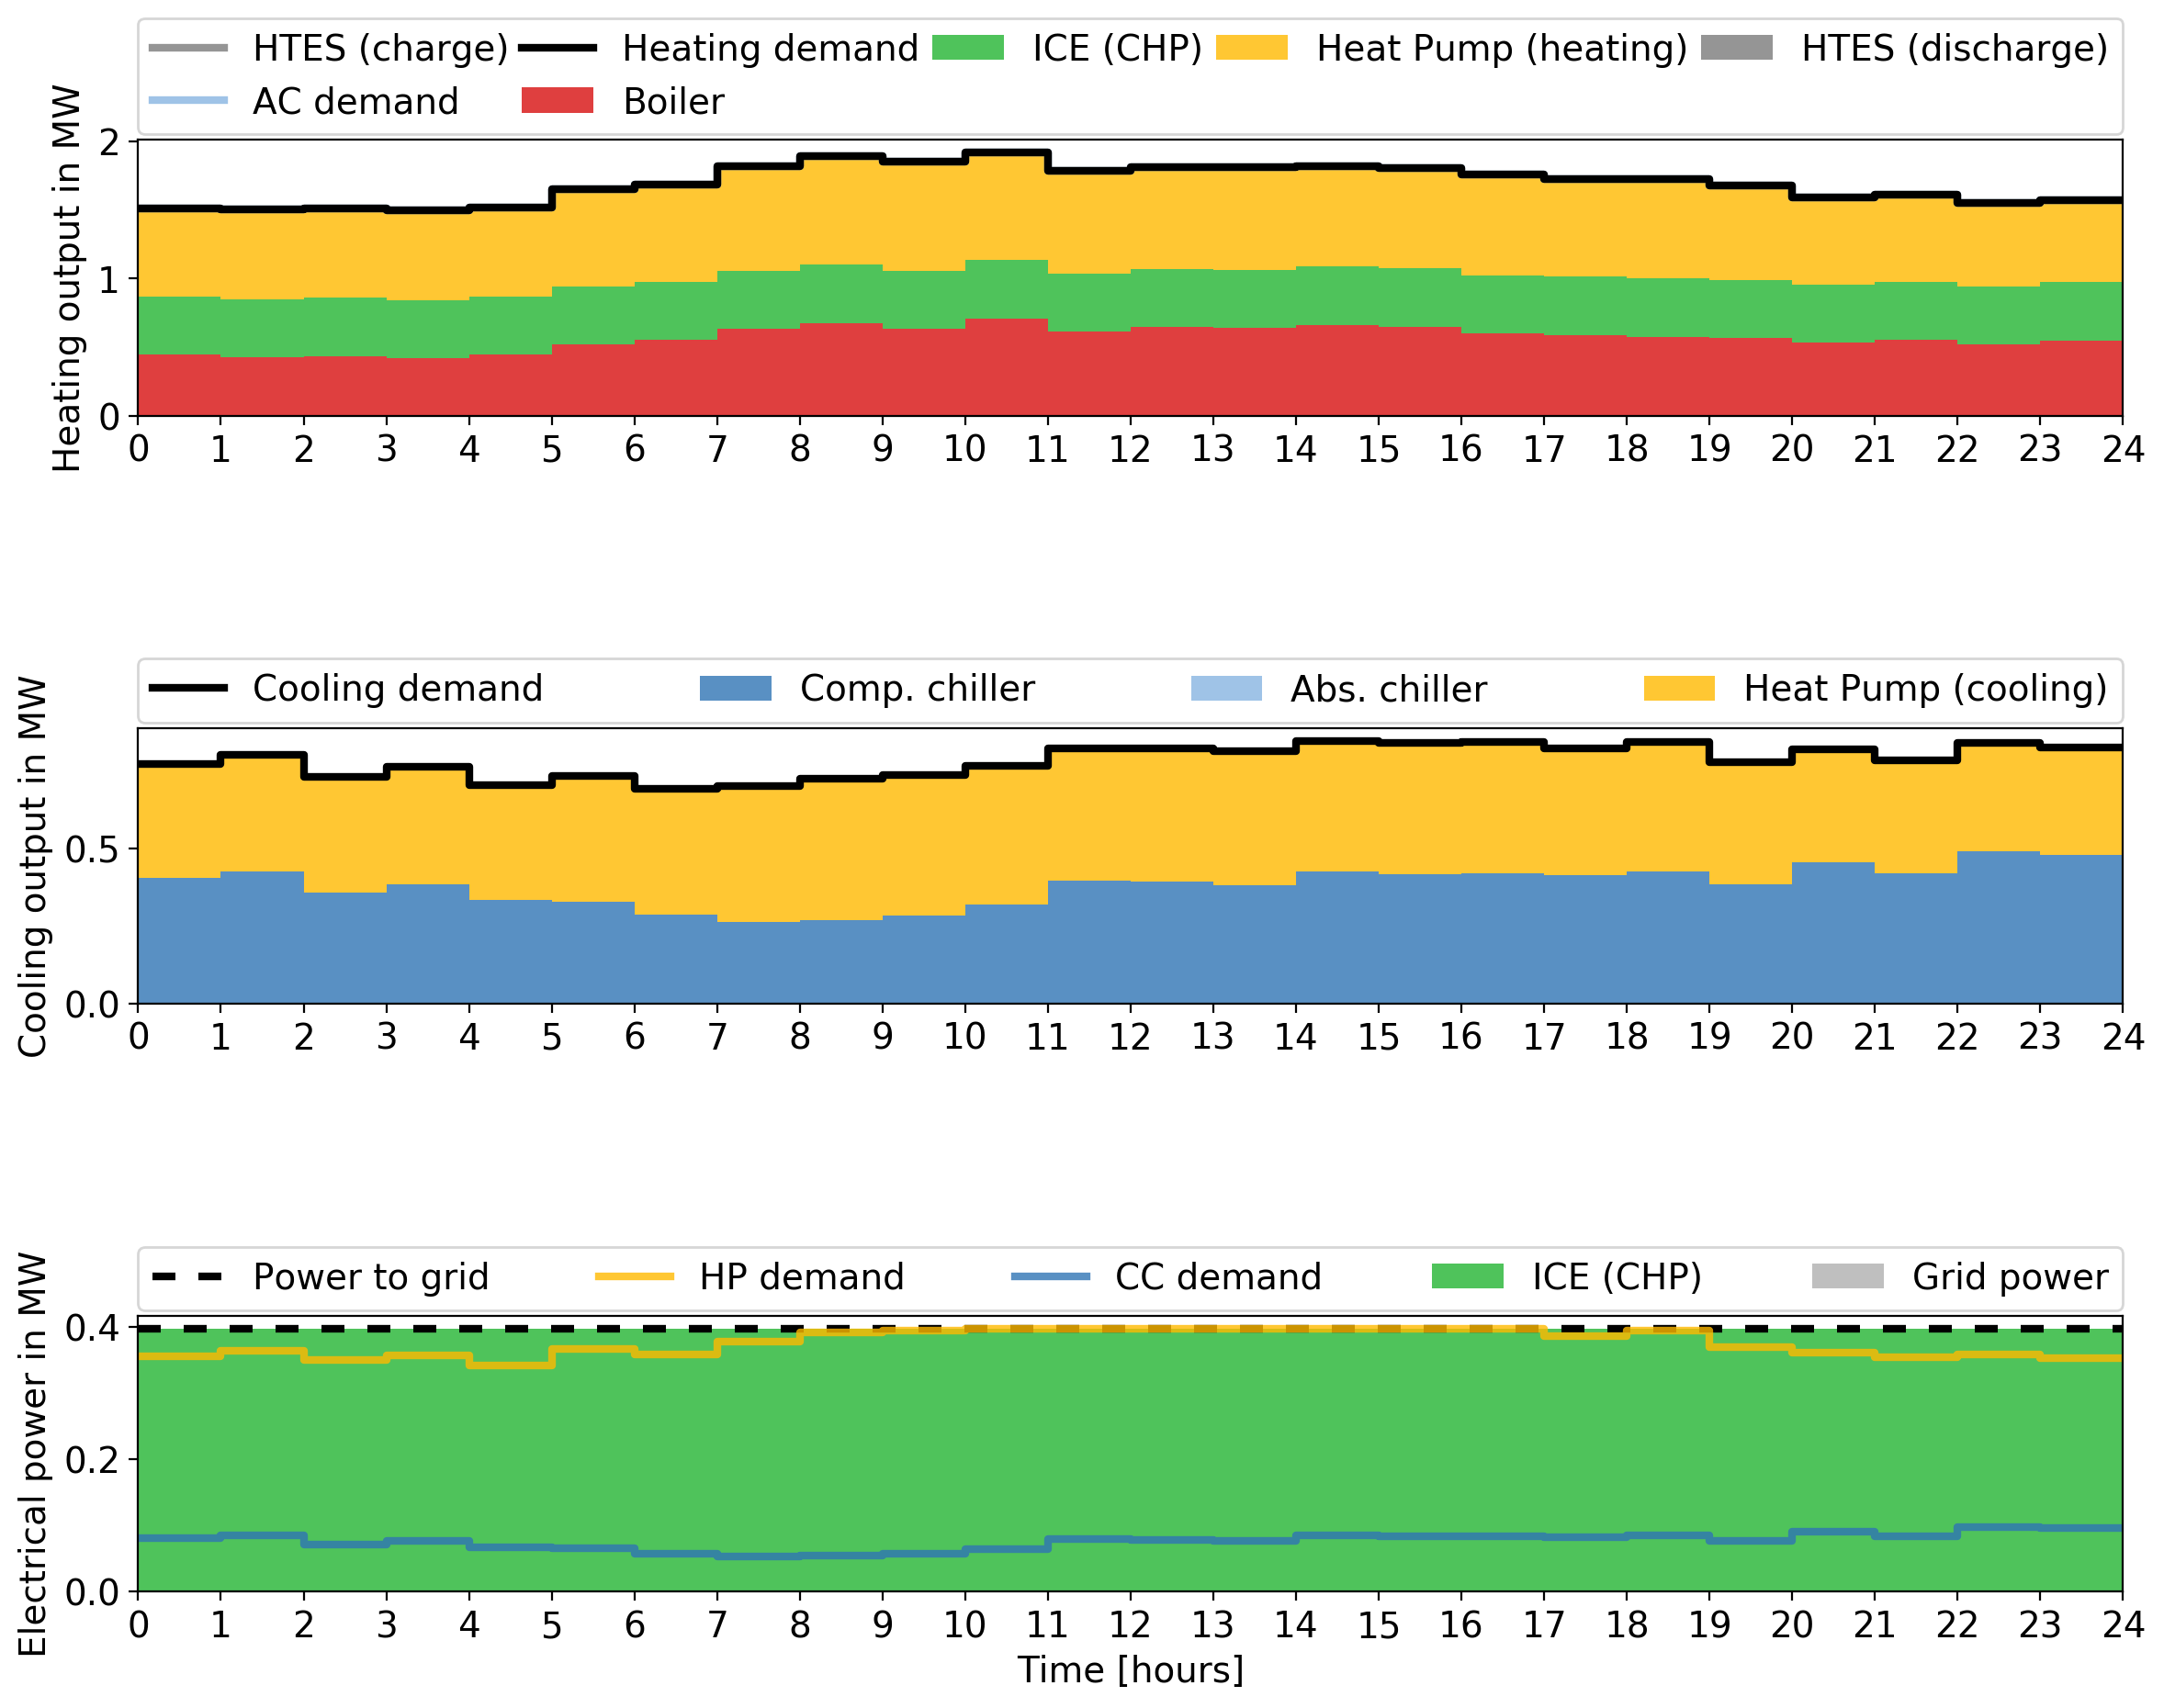 HTES (charge) Heating demand ICE (CHP) Heat Pump (heating) HTES (discharge)
AC demand Boiler
Heating output in MW
2
1
0
0 1 2 3 4 5 6 7 8 9 10 11 12 13 14 15 16 17 18 19 20 21 22 23 24
Cooling demand Comp. chiller Abs. chiller Heat Pump (cooling)
Cooling output in MW
0.5
0.0
0 1 2 3 4 5 6 7 8 9 10 11 12 13 14 15 16 17 18 19 20 21 22 23 24
Power to grid HP demand CC demand ICE (CHP) Grid power
Electrical power in MW
0.4
0.2
0.0
0 1 2 3 4 5 6 7 8 9 10 11 12 13 14 15 16 17 18 19 20 21 22 23 24
Time [hours]